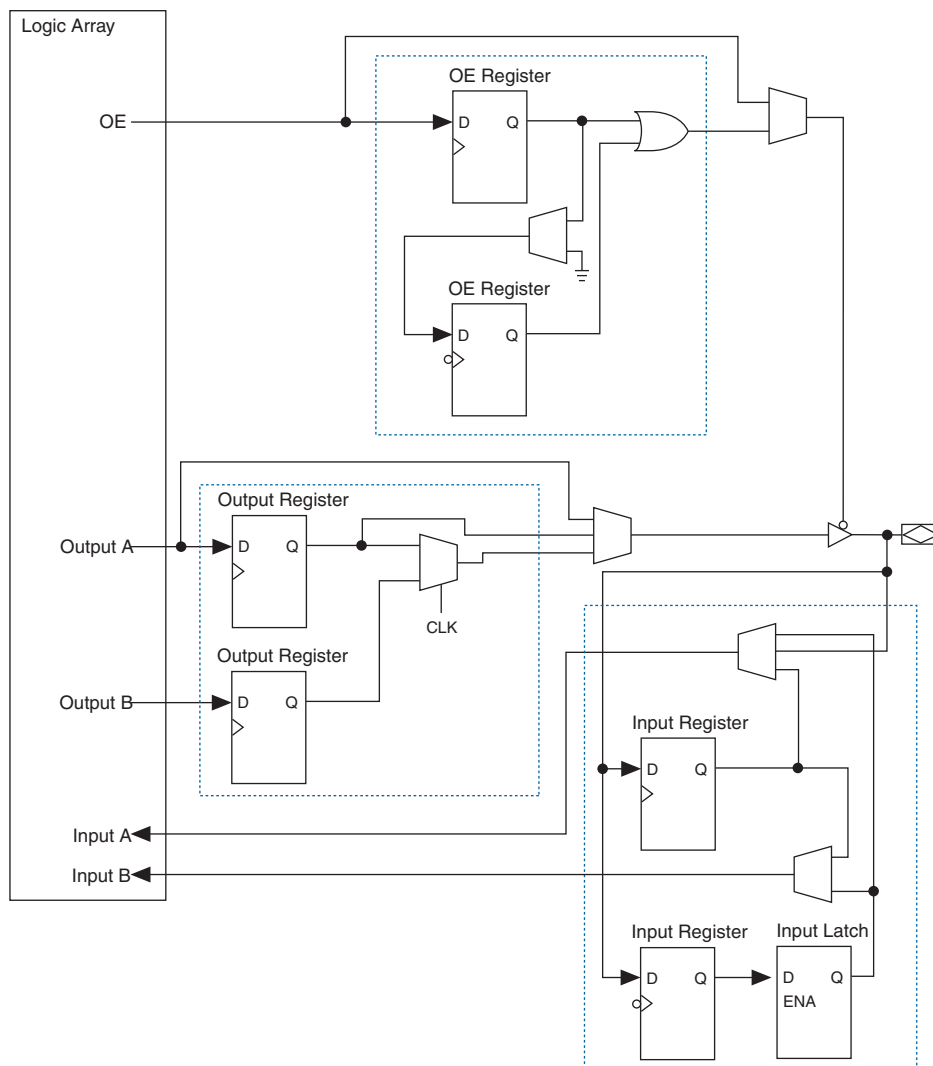 Logic Array
OE Register
OE
D Q
OE Register
D Q
Output Register
Output A
D Q
CLK
Output Register
Output B
D Q
Input Register
D Q
Input A
Input B
Input Register
Input Latch
D Q
D Q
ENA